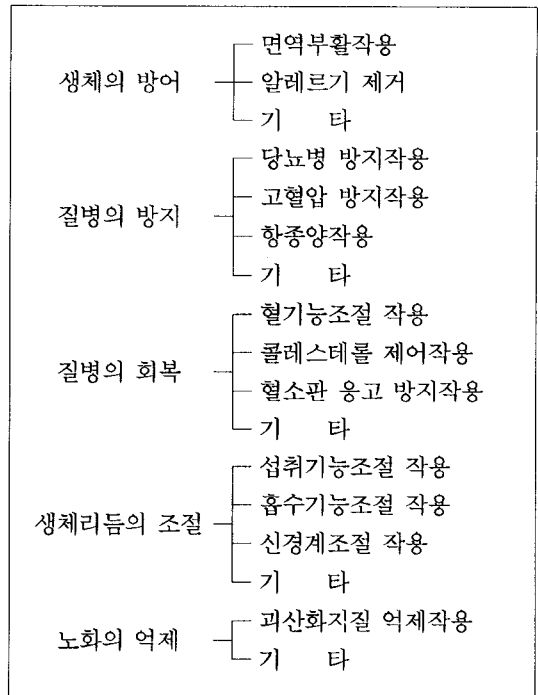 면역부활작용
생체의 방어 알레르기 제거
기 타
당뇨병 방지작용
고혈압 방지작용
질병의 방지
항종양작용
기 타
혈기능조절 작용
콜레스테롤 제어작용
질병의 회복
혈소판 응고 방지작용
기 타
섭취기능조절 작용
흡수기능조절 작용
생체리듬의 조절
신경계조절 작용
기 타
괴산화지질 억제작용
노화의 억제
기 타